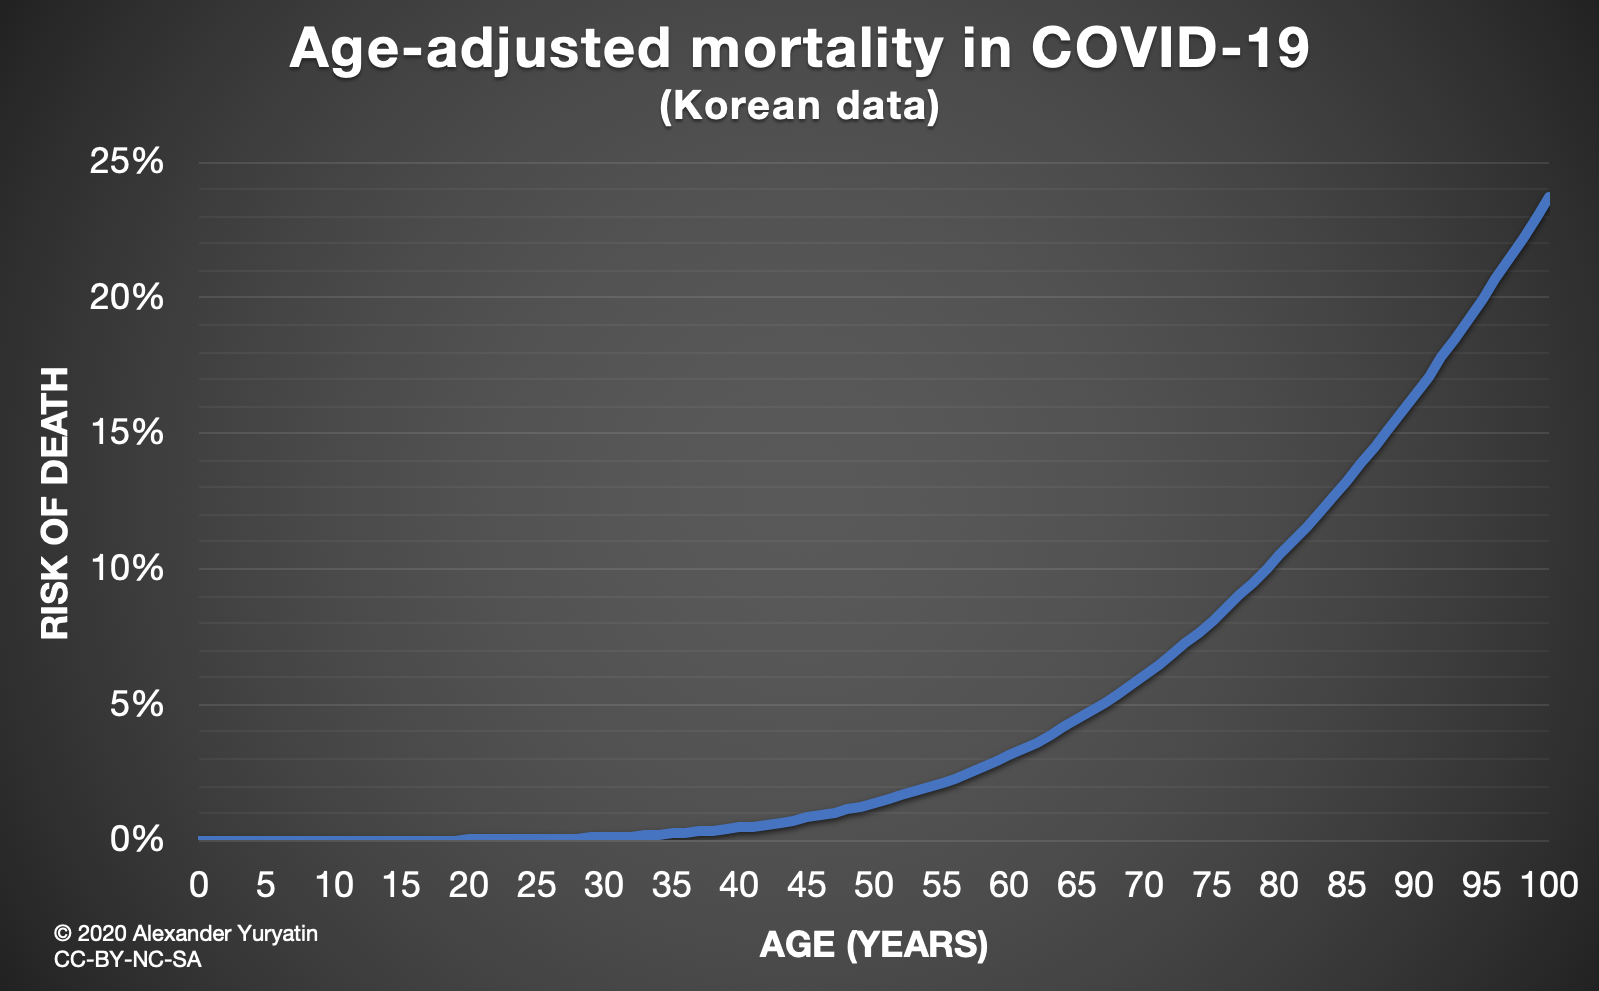 Age-adjusted mortality in COVID-19
(Korean data)
25%
20%
15%
10%
5%
0%
RISK OF DEATH
0 5 10 15 20 25 30 35 40 45 50 55 60 65 70 75 80 85 90 95 100
AGE (YEARS)
© 2020 Alexander Yuryatin
CC-BY-NC-SA